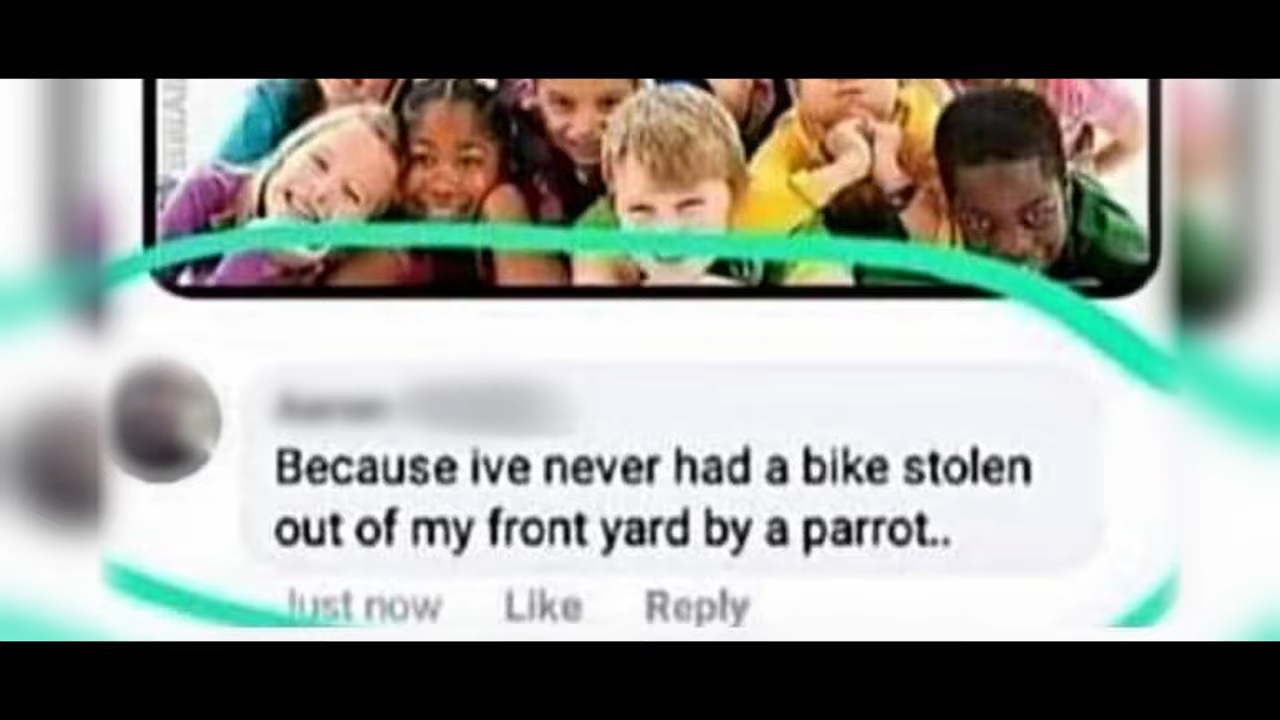 Because ive never had a bike stolen
out of my front yard by a parrot..
Just now Like Reply